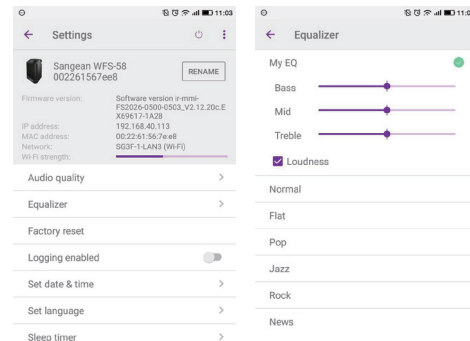 11:03
← Settings
Sangean WFS-58
002261567ee8
RENAME
Firmware version:
Software version ir-mmi-
FS2026-0500-0503_V2.12.20c.E
X69617-1A28
IP address:
192.168.40.113
MAC address:
00:22:61:56:7e:e8
Network:
SG3F-1-LAN3 (Wi-Fi)
Wi-Fi strength:
Audio quality
Equalizer
Factory reset
Logging enabled
Set date & time
Set language
Sleep timer
11:0
← Equalizer
My EQ
Bass
Mid
Treble
Loudness
Normal
Flat
Pop
Jazz
Rock
News